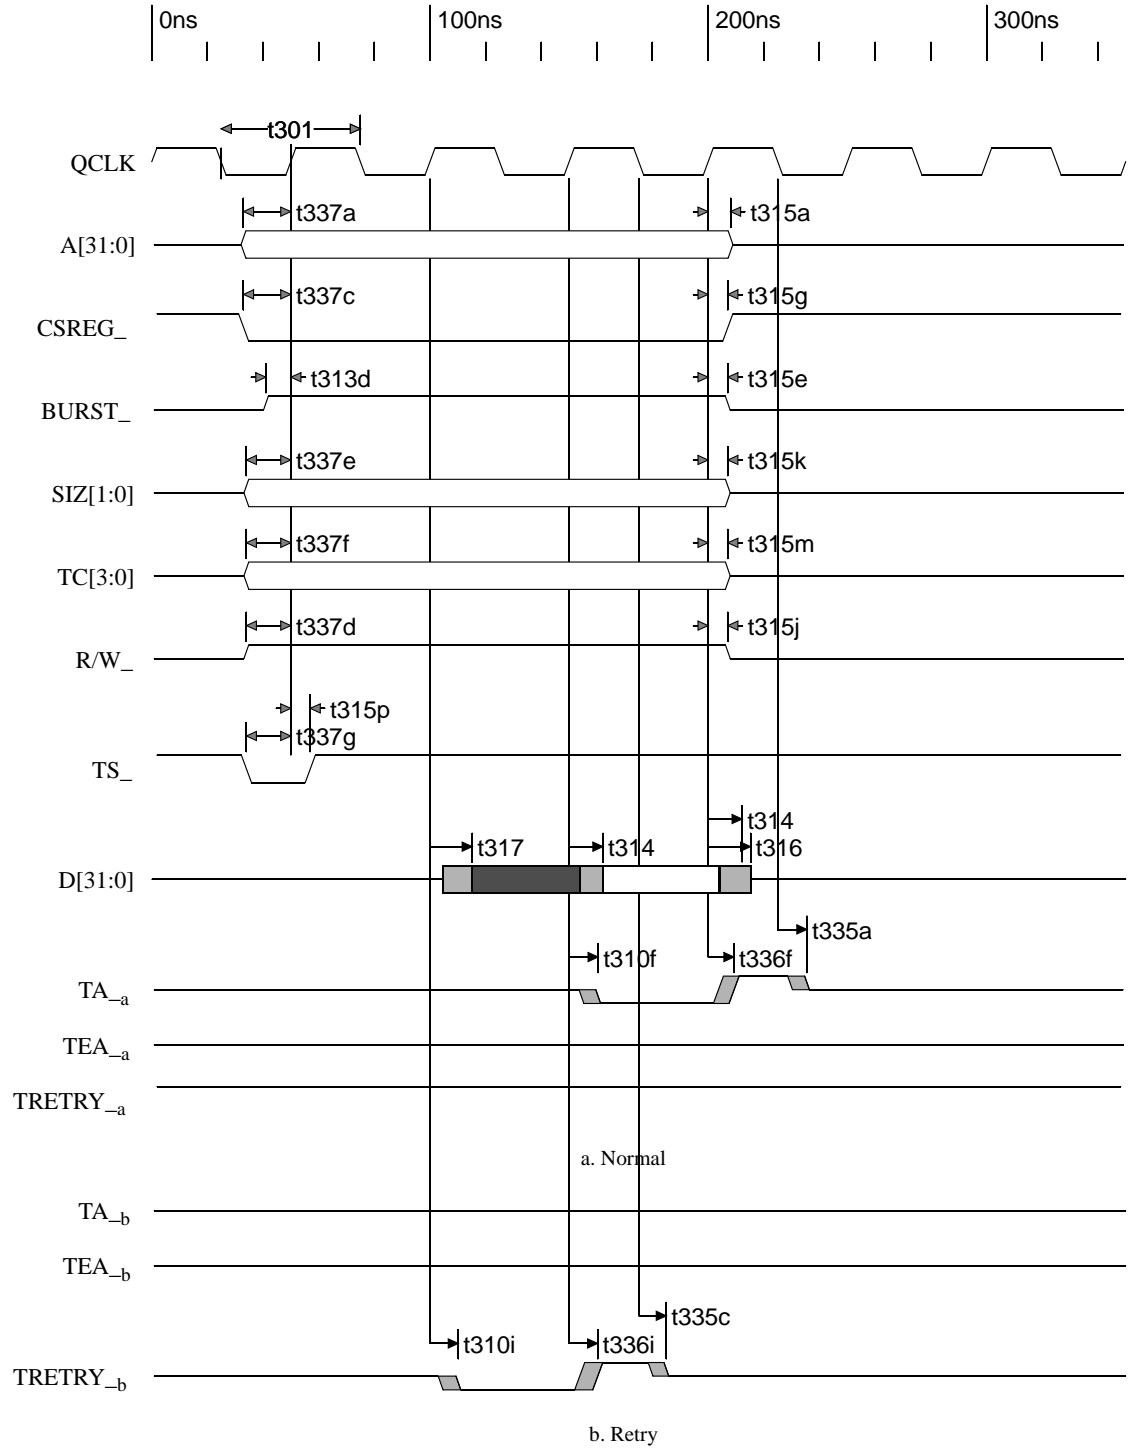 0ns 100ns 200ns 300ns
t301
QCLK
t337a t315a
A[31:0]
t337c t315g
CSREG_
t313d t315e
BURST_
t337e t315k
SIZ[1:0]
t337f t315m
TC[3:0]
t337d t315j
R/W_
t315p
t337g
TS_
t314
t317 t314 t316
D[31:0]
t335a
t310f t336f
TA_a
TEA_a
TRETRY_a
a. Normal
TA_b
TEA_b
t335c
t310i t336i
TRETRY_b
b. Retry